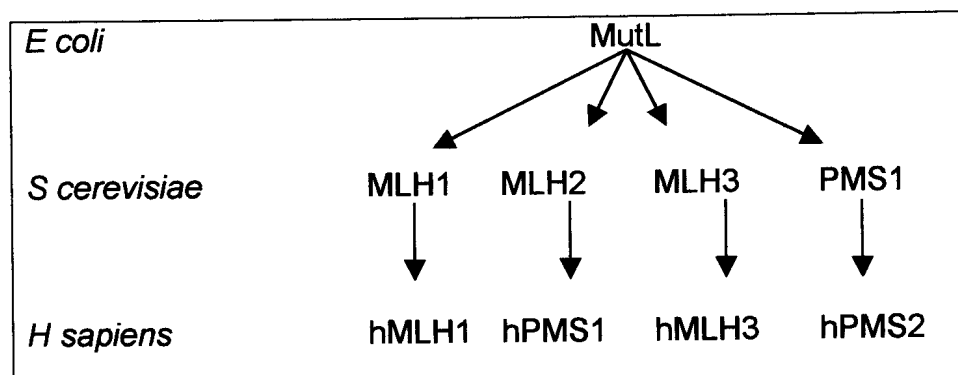 E coli MutL
S cerevisiae MLH1 MLH2 MLH3 PMS1
H sapiens hMLH1 hPMS1 hMLH3 hPMS2